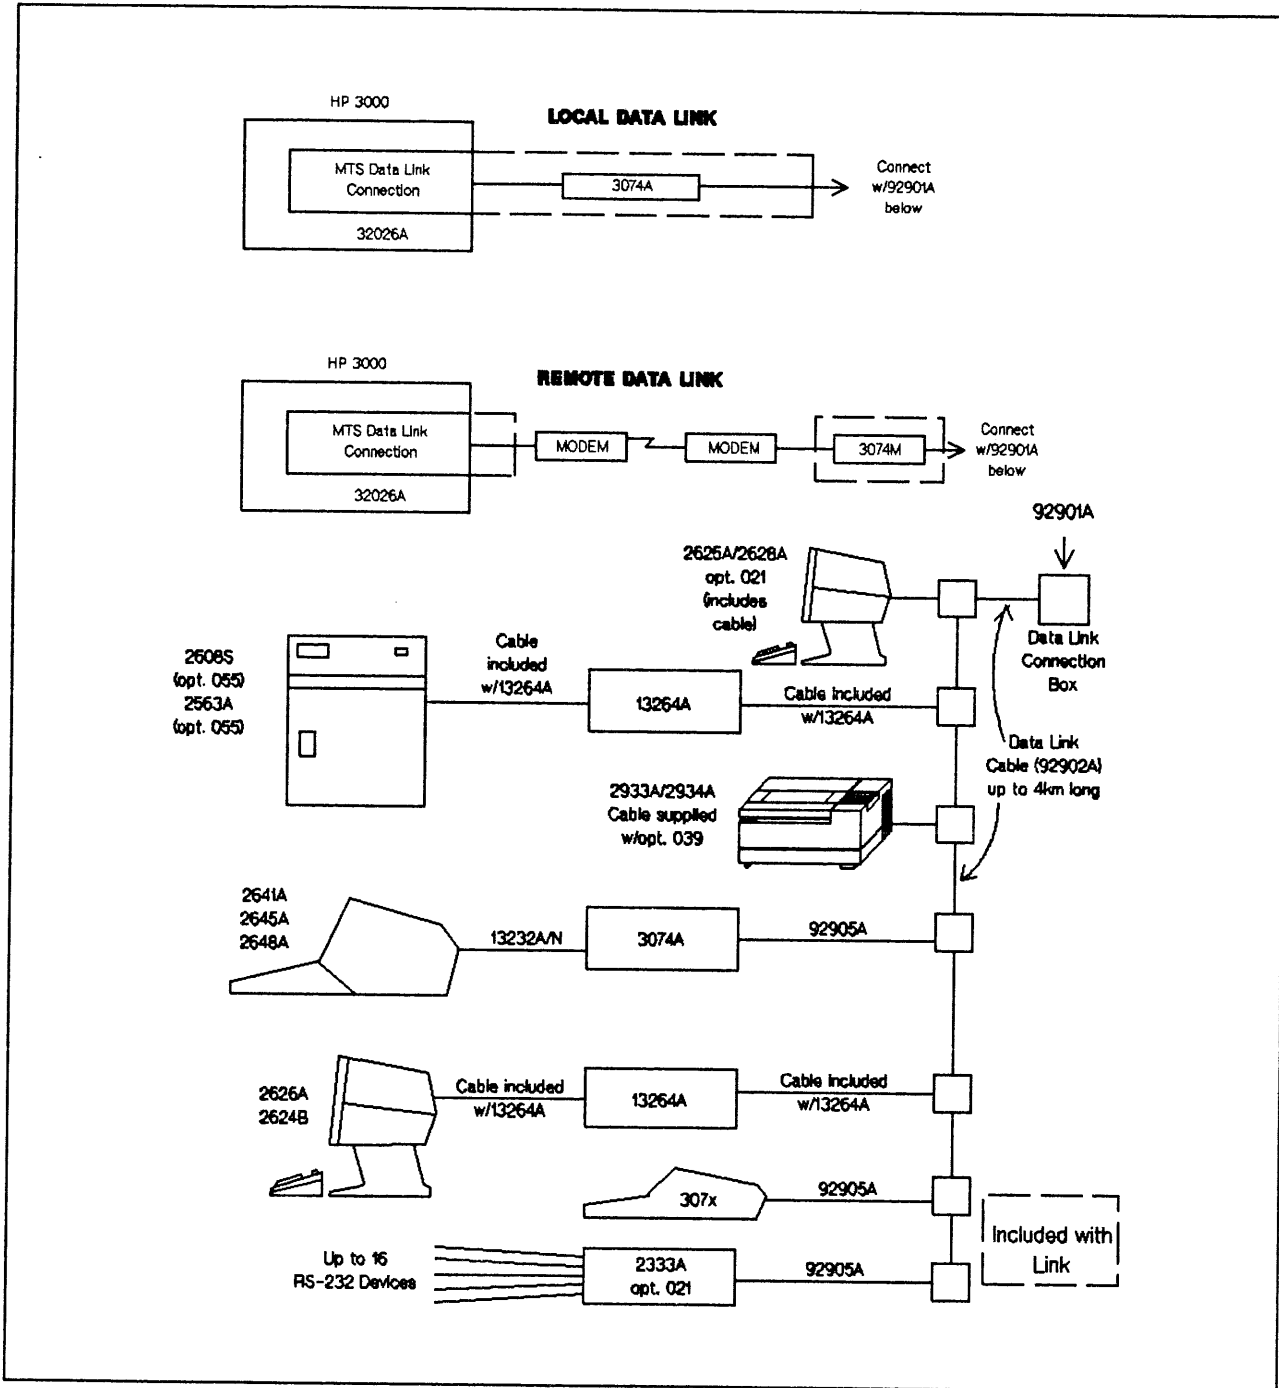 HP 3000
LOCAL DATA LINK
MTS Data Link
Connection
3074A
Connect
w/92901A
below
32026A
HP 3000
REMOTE DATA LINK
MTS Data Link
Connection
MODEM
MODEM
3074M
Connect
w/92901A
below
32026A
92901A
2625A/2628A
opt. 021
(includes
cable)
Data Link
Connection
Box
2608S
(opt. 055)
2563A
(opt. 055)
Cable
included
w/13264A
13264A
Cable included
w/13264A
Data Link
Cable (92902A)
up to 4km long
2933A/2934A
Cable supplied
w/opt. 039
2641A
2645A
2648A
13232A/N
3074A
92905A
2626A
2624B
Cable included
w/13264A
13264A
Cable included
w/13264A
307x
92905A
Included with
Link
Up to 16
RS-232 Devices
2333A
opt. 021
92905A